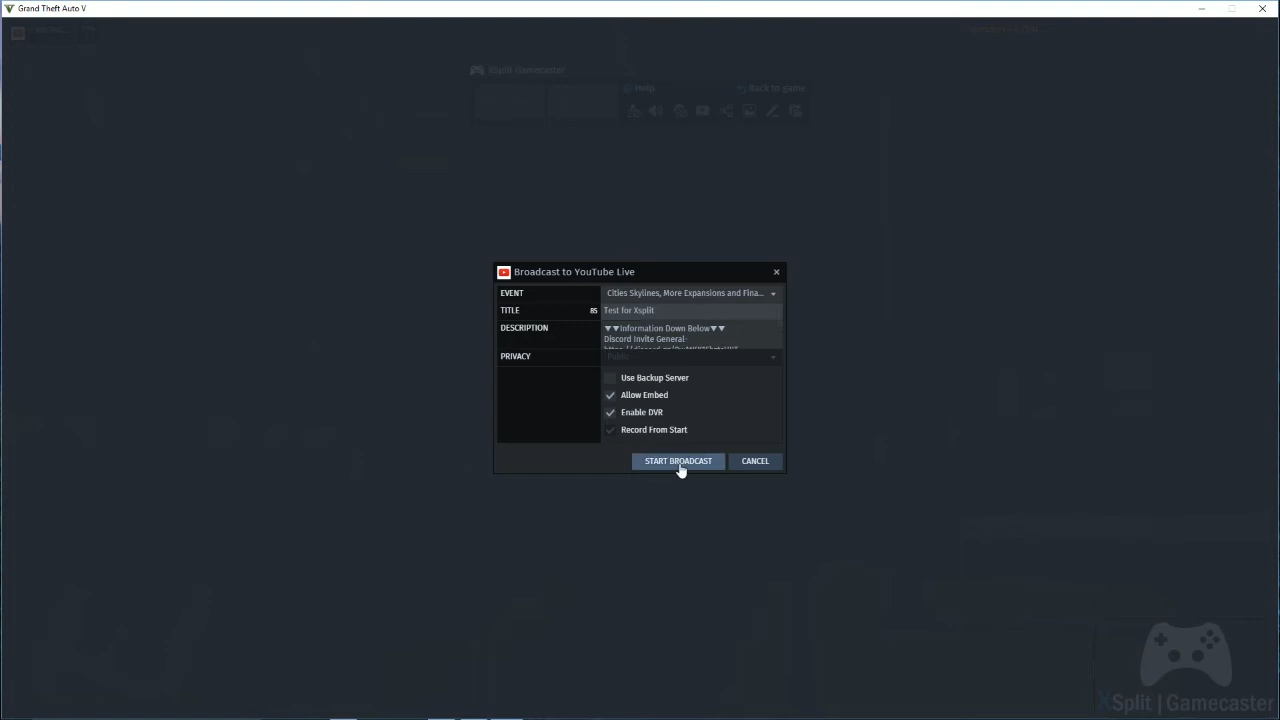 Grand Theft Auto V
XSplit Gamecaster
Help
Back to game
Broadcast to YouTube Live
EVENT
Cities Skylines, More Expansions and Fina...
TITLE
85
Test for Xsplit
DESCRIPTION
▼▼Information Down Below▼▼
Discord Invite General-
PRIVACY
Public
Use Backup Server
Allow Embed
Enable DVR
Record From Start
START BROADCAST
CANCEL
XSplit | Gamecaster